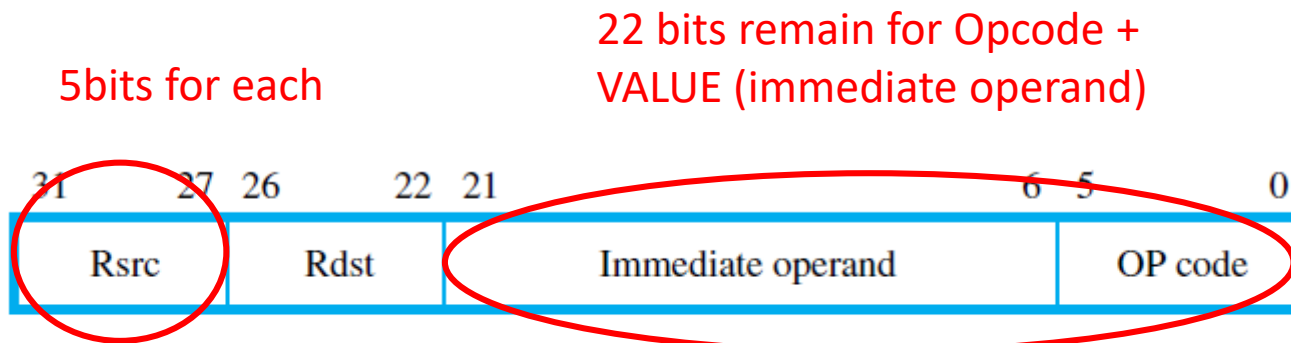 22 bits remain for Opcode +
VALUE (immediate operand)
5bits for each
31 27 26 22 21 6 5 0
Rsrc Rdst Immediate operand OP code